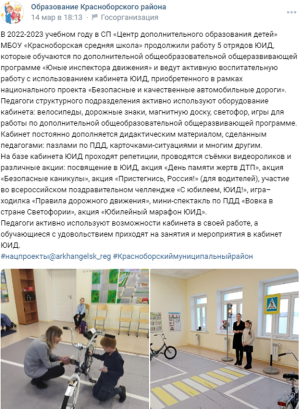 Образование Красноборского района
14 мар в 18:13 · Госорганизация
В 2022-2023 учебном году в СП «Центр дополнительного образования детей»
МБОУ «Красноборская средняя школа» продолжили работу 5 отрядов ЮИД,
которые обучаются по дополнительной общеобразовательной общеразвивающей
программе «Юные инспектора движения» и ведут активную воспитательную
работу с использованием кабинета ЮИД, приобретенного в рамках
национального проекта «Безопасные и качественные автомобильные дороги».
Педагоги структурного подразделения активно используют оборудование
кабинета: велосипеды, дорожные знаки, магнитную доску, светофор, игры для
работы по дополнительной общеобразовательной общеразвивающей программе.
Кабинет постоянно дополняется дидактическим материалом, сделанным
педагогами: пазлами по ПДД, карточками-ситуациями и многим другим.
На базе кабинета ЮИД проходят репетиции, проводятся съёмки видеороликов и
различные акции: посвящение в ЮИД, акция «День памяти жертв ДТП», акция
«Безопасные каникулы», акция «Пристегнись, Россия!» (для водителей), участие
во всероссийском поздравительном челлендже «С юбилеем, ЮИД!», игра–
ходилка «Правила дорожного движения», мини-спектакль по ПДД «Вовка в
стране Светофории», акция «Юбилейный марафон ЮИД».
Педагоги активно используют возможности кабинета в своей работе, а
обучающиеся с удовольствием приходят на занятия и мероприятия в кабинет
ЮИД.
#нацпроекты@arkhangelsk_reg #Красноборскиймуниципальныйрайон